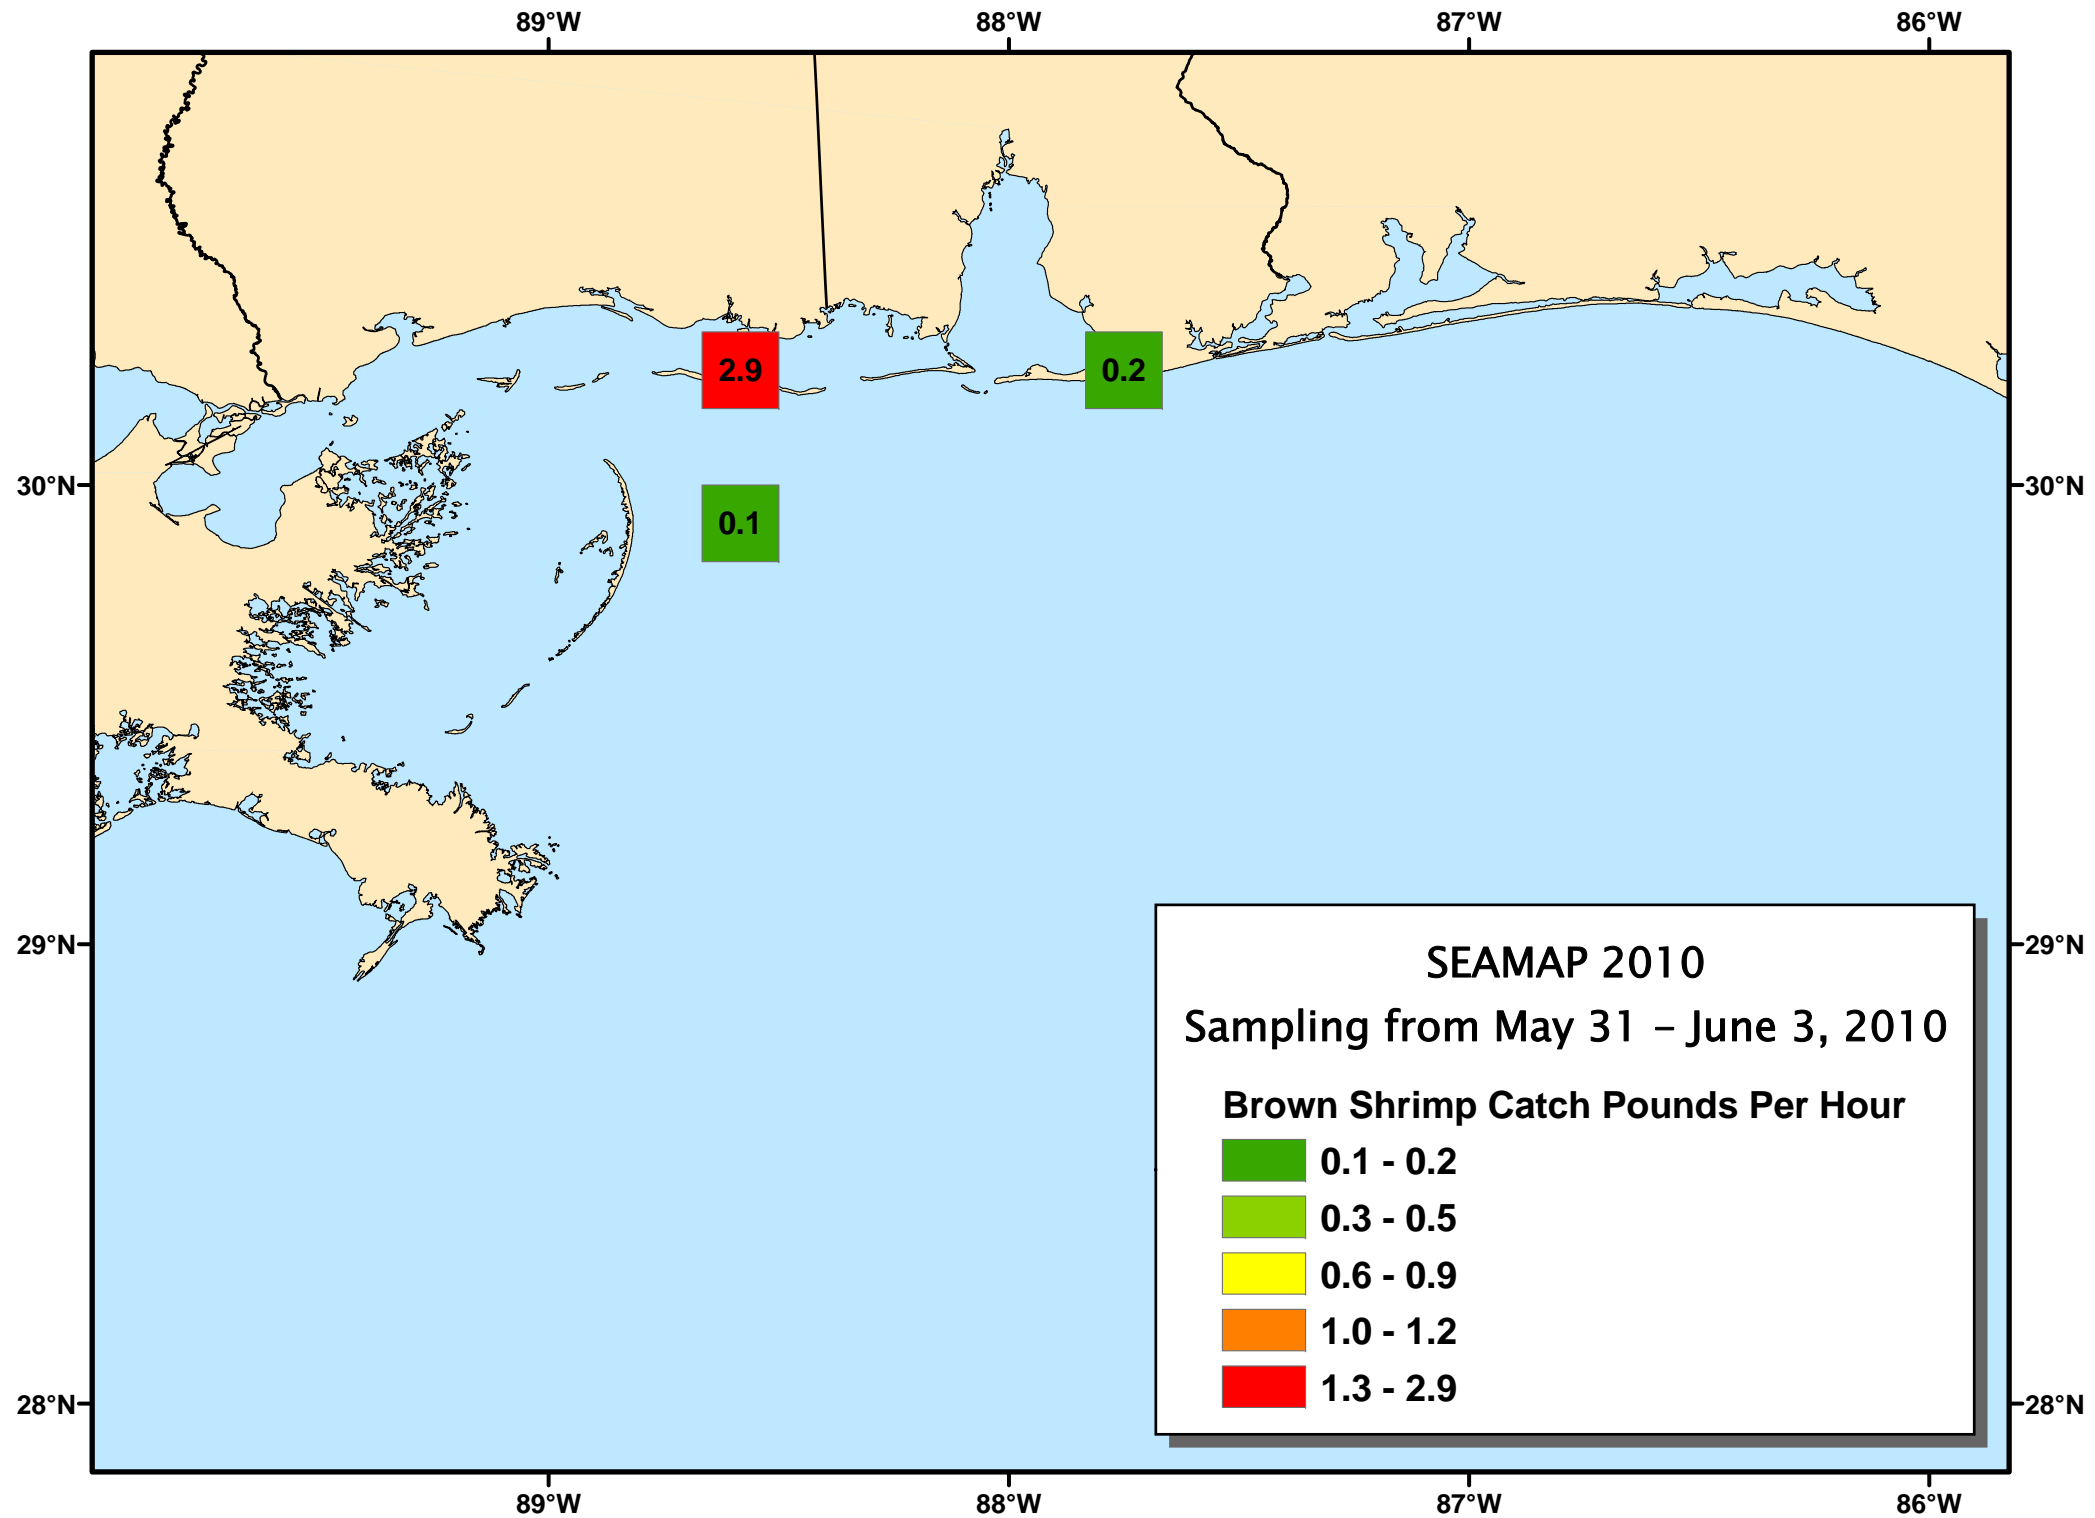 89°W 88°W 87°W 86°W
2.9 0.2
30°N 30°N
0.1
29°N 29°N
SEAMAP 2010
Sampling from May 31 – June 3, 2010
Brown Shrimp Catch Pounds Per Hour
0.1 - 0.2
0.3 - 0.5
0.6 - 0.9
1.0 - 1.2
1.3 - 2.9
28°N 28°N
89°W 88°W 87°W 86°W